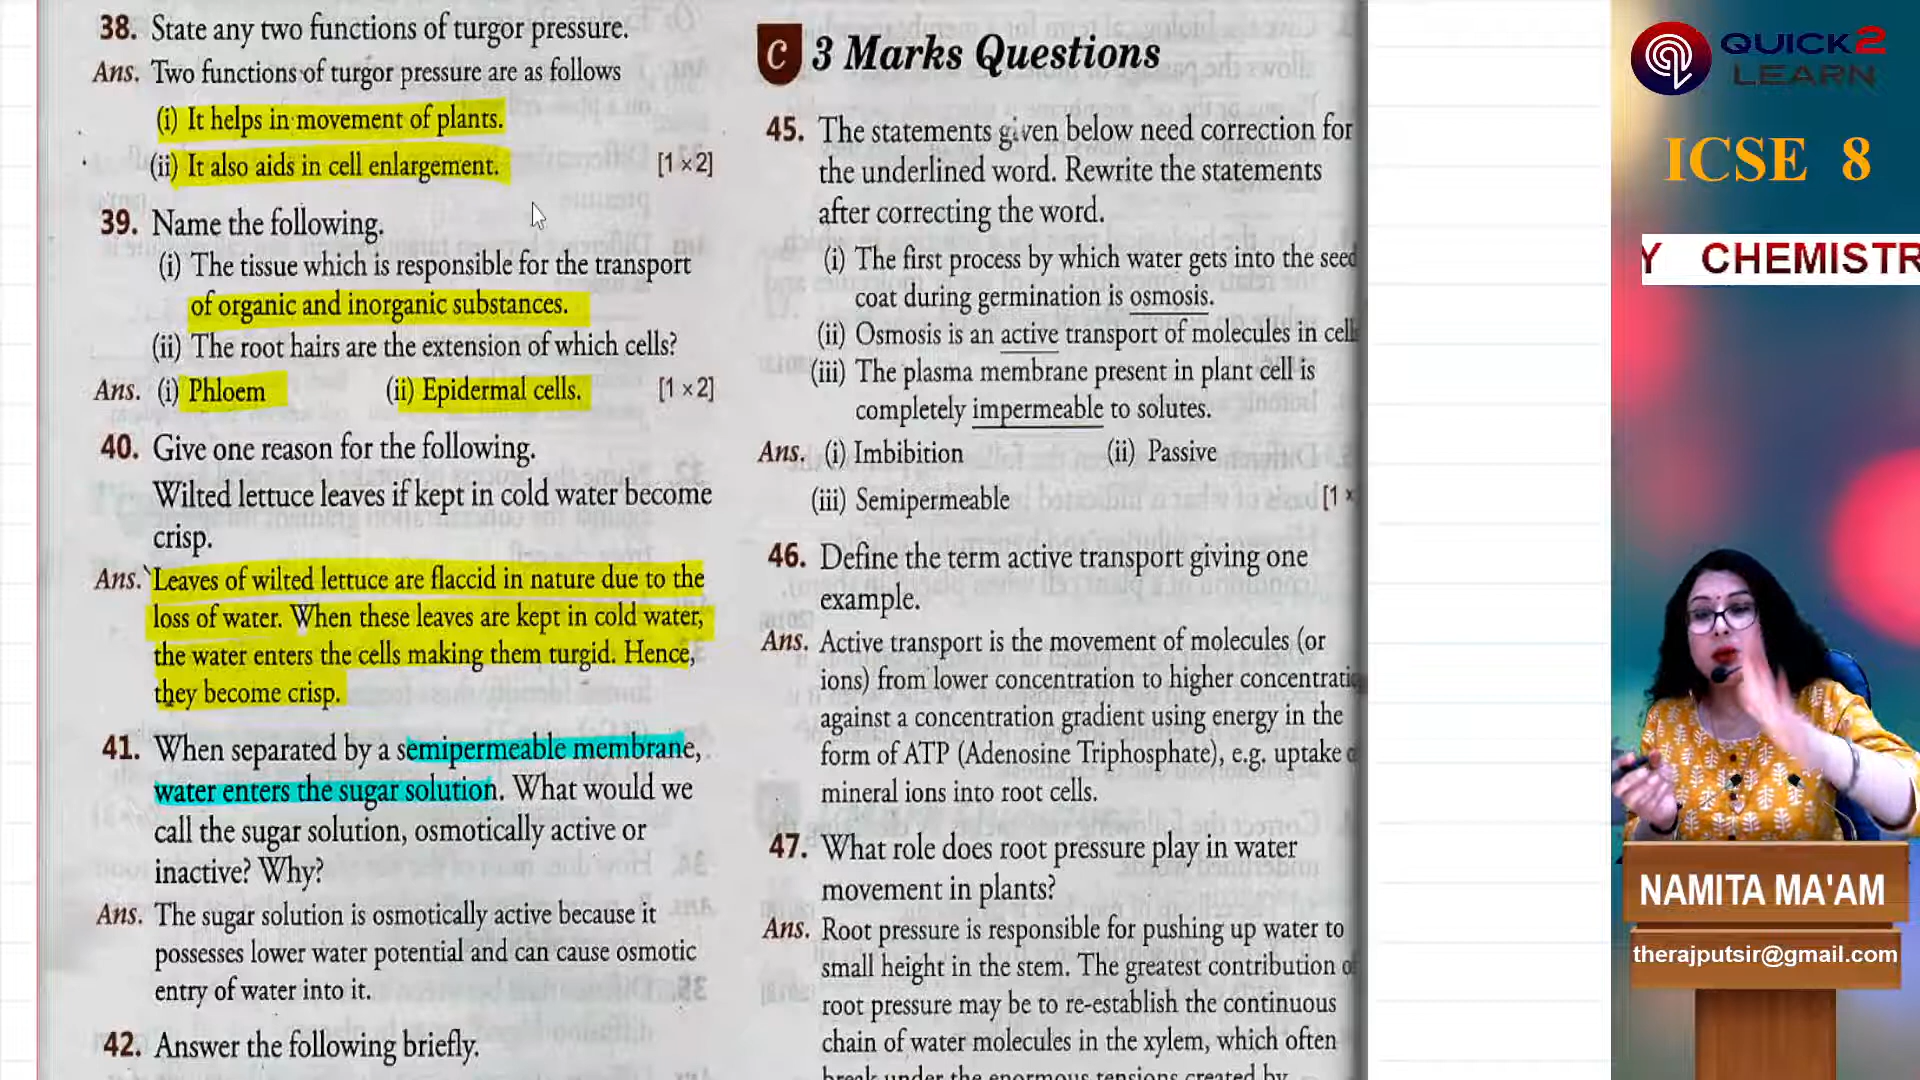 38. State any two functions of turgor pressure.
Ans. Two functions of turgor pressure are as follows
(i) It helps in movement of plants.
(ii) It also aids in cell enlargement. [1 × 2]
39. Name the following.
(i) The tissue which is responsible for the transport
of organic and inorganic substances.
(ii) The root hairs are the extension of which cells?
Ans. (i) Phloem (ii) Epidermal cells. [1 × 2]
40. Give one reason for the following.
Wilted lettuce leaves if kept in cold water become
crisp.
Ans. Leaves of wilted lettuce are flaccid in nature due to the
loss of water. When these leaves are kept in cold water,
the water enters the cells making them turgid. Hence,
they become crisp.
41. When separated by a semipermeable membrane,
water enters the sugar solution. What would we
call the sugar solution, osmotically active or
inactive? Why?
Ans. The sugar solution is osmotically active because it
possesses lower water potential and can cause osmotic
entry of water into it.
42. Answer the following briefly.
C 3 Marks Questions
45. The statements given below need correction for
the underlined word. Rewrite the statements
after correcting the word.
(i) The first process by which water gets into the seed
coat during germination is osmosis.
(ii) Osmosis is an active transport of molecules in cell
(iii) The plasma membrane present in plant cell is
completely impermeable to solutes.
Ans. (i) Imbibition (ii) Passive
(iii) Semipermeable [1 ×
46. Define the term active transport giving one
example.
Ans. Active transport is the movement of molecules (or
ions) from lower concentration to higher concentratio
against a concentration gradient using energy in the
form of ATP (Adenosine Triphosphate), e.g. uptake
mineral ions into root cells.
47. What role does root pressure play in water
movement in plants?
Ans. Root pressure is responsible for pushing up water to
small height in the stem. The greatest contribution o
root pressure may be to re-establish the continuous
chain of water molecules in the xylem, which often
break under the enormous tensions created by
QUICK2
LEARN
ICSE 8
Y CHEMISTR
NAMITA MA'AM
therajputsir@gmail.com